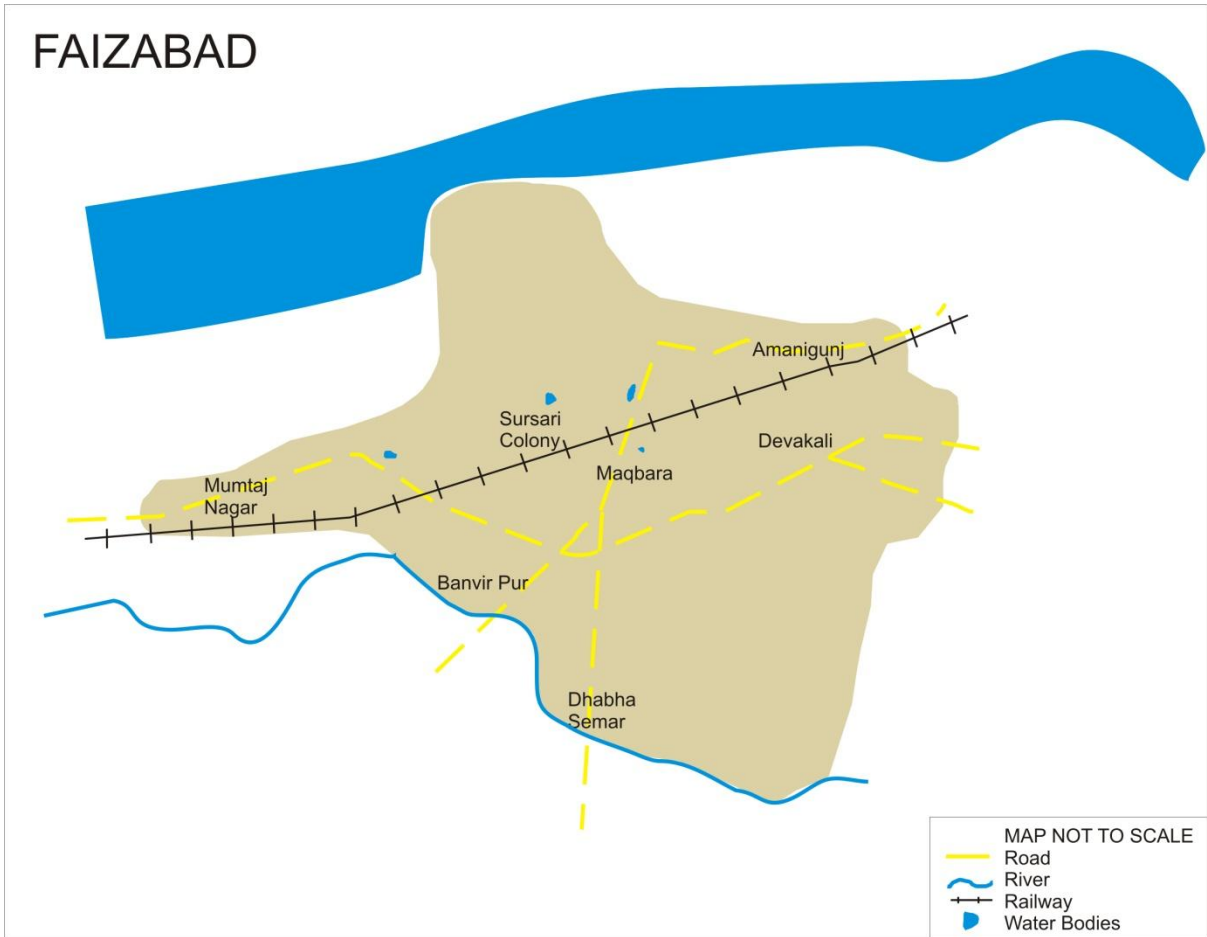 FAIZABAD
Amanigunj
Sursari
Colony
Devakali
Maqbara
Mumtaj
Nagar
Banvir Pur
Dhabha
Semar
MAP NOT TO SCALE
Road
River
Railway
Water Bodies